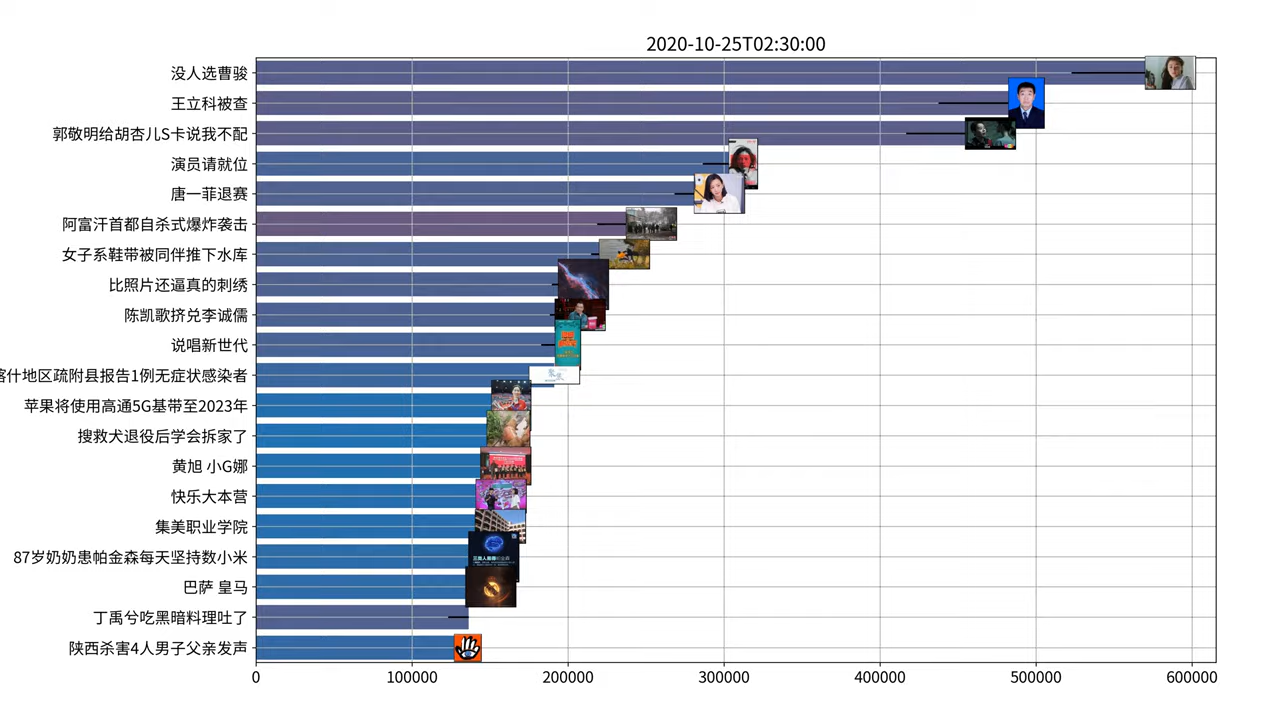 2020-10-25T02:30:00
没人选曹骏
王立科被查
郭敬明给胡杏儿S卡说我不配
演员请就位
唐一菲退赛
阿富汗首都自杀式爆炸袭击
女子系鞋带被同伴推下水库
比照片还逼真的刺绣
陈凯歌挤兑李诚儒
说唱新世代
喀什地区疏附县报告1例无症状感染者
苹果将使用高通5G基带至2023年
搜救犬退役后学会拆家了
黄旭 小G娜
快乐大本营
集美职业学院
87岁奶奶患帕金森每天坚持数小米
巴萨 皇马
丁禹兮吃黑暗料理吐了
陕西杀害4人男子父亲发声
0 100000 200000 300000 400000 500000 600000